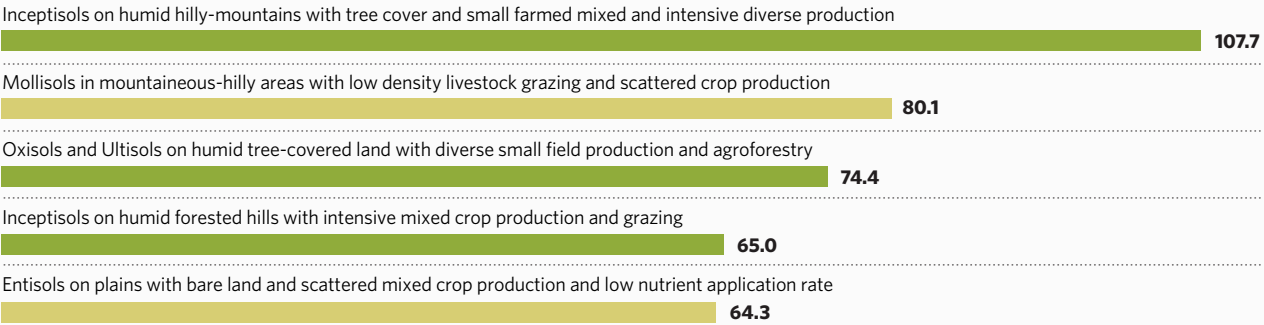 Inceptisols on humid hilly-mountains with tree cover and small farmed mixed and intensive diverse production
107.7
Mollisols in mountaineous-hilly areas with low density livestock grazing and scattered crop production
80.1
Oxisols and Ultisols on humid tree-covered land with diverse small field production and agroforestry
74.4
Inceptisols on humid forested hills with intensive mixed crop production and grazing
65.0
Entisols on plains with bare land and scattered mixed crop production and low nutrient application rate
64.3